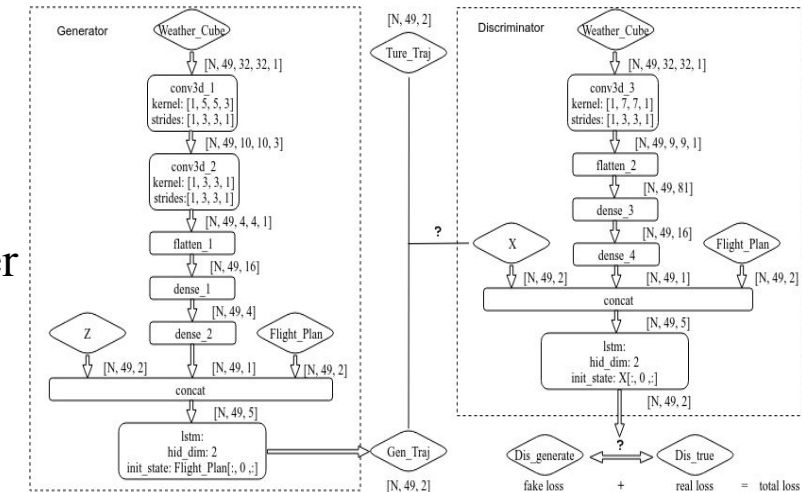 er
Generator
Weather_Cube
[N, 49, 32, 32, 1]
conv3d_1
kernel: [1, 5, 5, 3]
strides: [1, 3, 3, 1]
[N, 49, 10, 10, 3]
conv3d_2
kernel: [1, 3, 3, 1]
strides:[1, 3, 3, 1]
[N, 49, 4, 4, 1]
flatten_1
[N, 49, 16]
dense_1
[N, 49, 4]
dense_2
Z
Flight_Plan
[N, 49, 2]
[N, 49, 1]
[N, 49, 2]
concat
[N, 49, 5]
lstm:
hid_dim: 2
init_state: Flight_Plan[:, 0 ,:]
[N, 49, 2]
Ture_Traj
?
Gen_Traj
[N, 49, 2]
Discriminator
Weather_Cube
[N, 49, 32, 32, 1]
conv3d_3
kernel: [1, 7, 7, 1]
strides: [1, 3, 3, 1]
[N, 49, 9, 9, 1]
flatten_2
[N, 49, 81]
dense_3
[N, 49, 16]
dense_4
X
Flight_Plan
[N, 49, 2]
[N, 49, 1]
[N, 49, 2]
concat
[N, 49, 5]
lstm:
hid_dim: 2
init_state: X[:, 0 ,:]
[N, 49, 2]
?
Dis_generate
Dis_true
fake loss + real loss = total loss